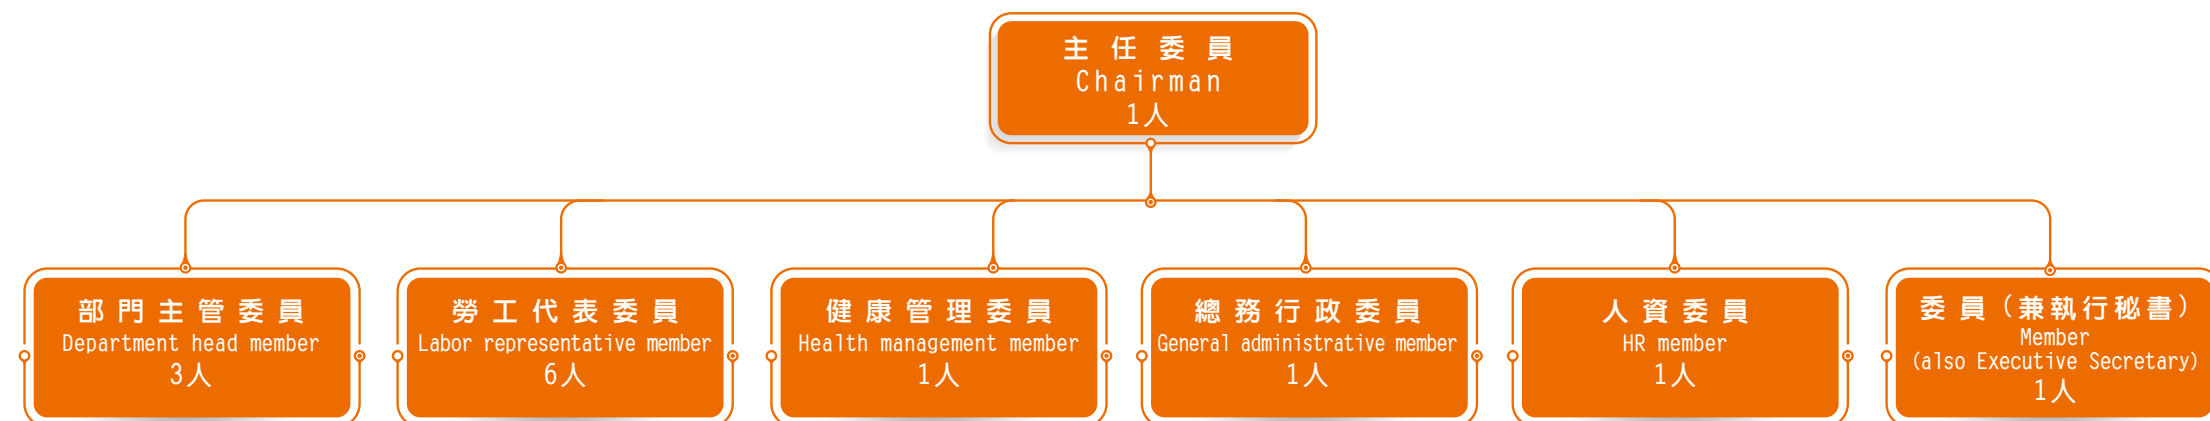 主任委員
Chairman
1人
部門主管委員
Department head member
3人
勞工代表委員
Labor representative member
6人
健康管理委員
Health management member
1人
總務行政委員
General administrative member
1人
人資委員
HR member
1人
委員(兼執行秘書)
Member
(also Executive Secretary)
1人